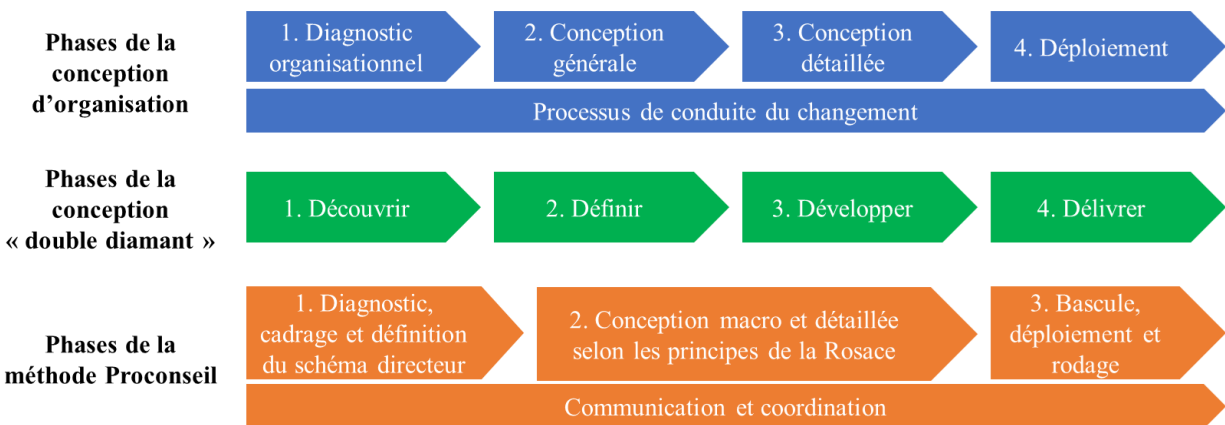 Phases de la
conception
d’organisation
1. Diagnostic
organisationnel
2. Conception
générale
3. Conception
détaillée
4. Déploiement
Processus de conduite du changement
Phases de la
conception
« double diamant »
1. Découvrir
2. Définir
3. Développer
4. Délivrer
Phases de la
méthode Proconseil
1. Diagnostic,
cadrage et définition
du schéma directeur
2. Conception macro et détaillée
selon les principes de la Rosace
3. Bascule,
déploiement et
rodage
Communication et coordination